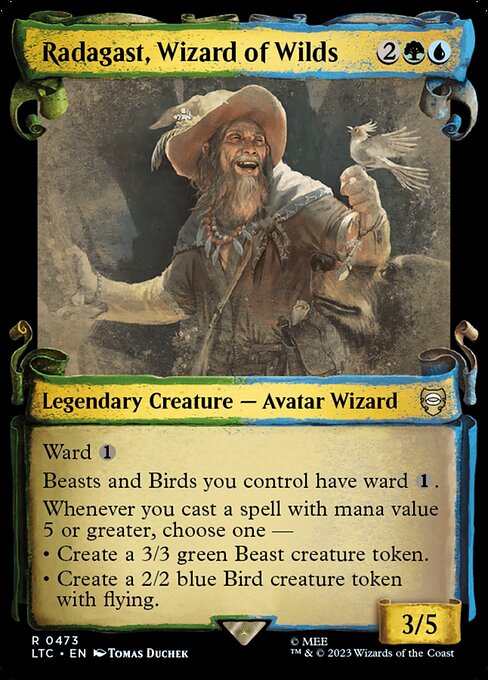 Radagast, Wizard of Wilds 2
Legendary Creature — Avatar Wizard
Ward 1
Beasts and Birds you control have ward 1.
Whenever you cast a spell with mana value
5 or greater, choose one —
• Create a 3/3 green Beast creature token.
• Create a 2/2 blue Bird creature token
with flying.
3/5
R 0473
LTC • EN Tomas Duchek
© MEE
™ & © 2023 Wizards of the Coast